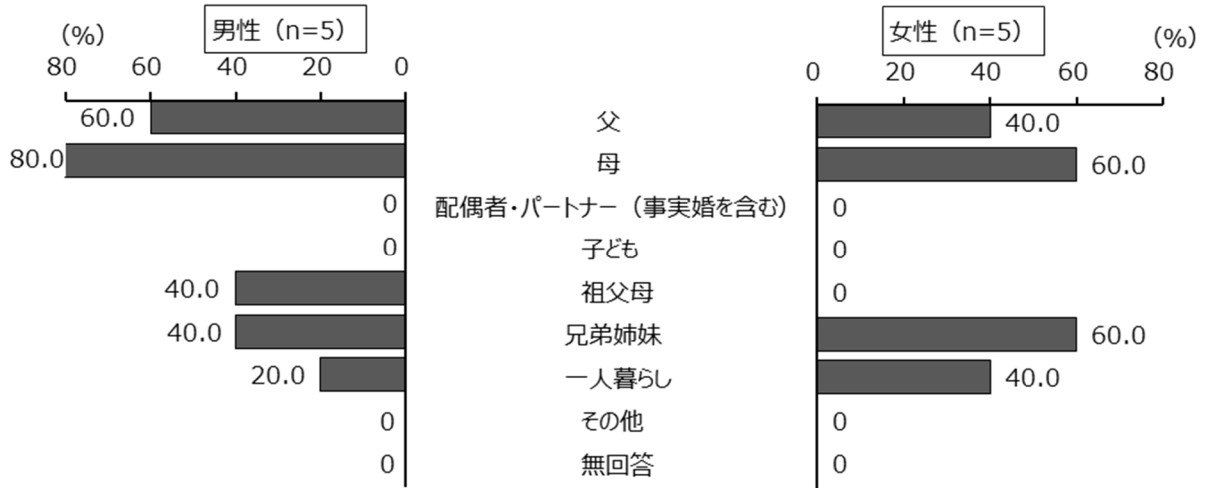 男性（n=5） 女性（n=5）
（%） （%）
80 60 40 20 0 0 20 40 60 80
60.0 父 40.0
80.0 母 60.0
0 配偶者・パートナー（事実婚を含む） 0
0 子ども 0
40.0 祖父母 0
40.0 兄弟姉妹 60.0
20.0 一人暮らし 40.0
0 その他 0
0 無回答 0